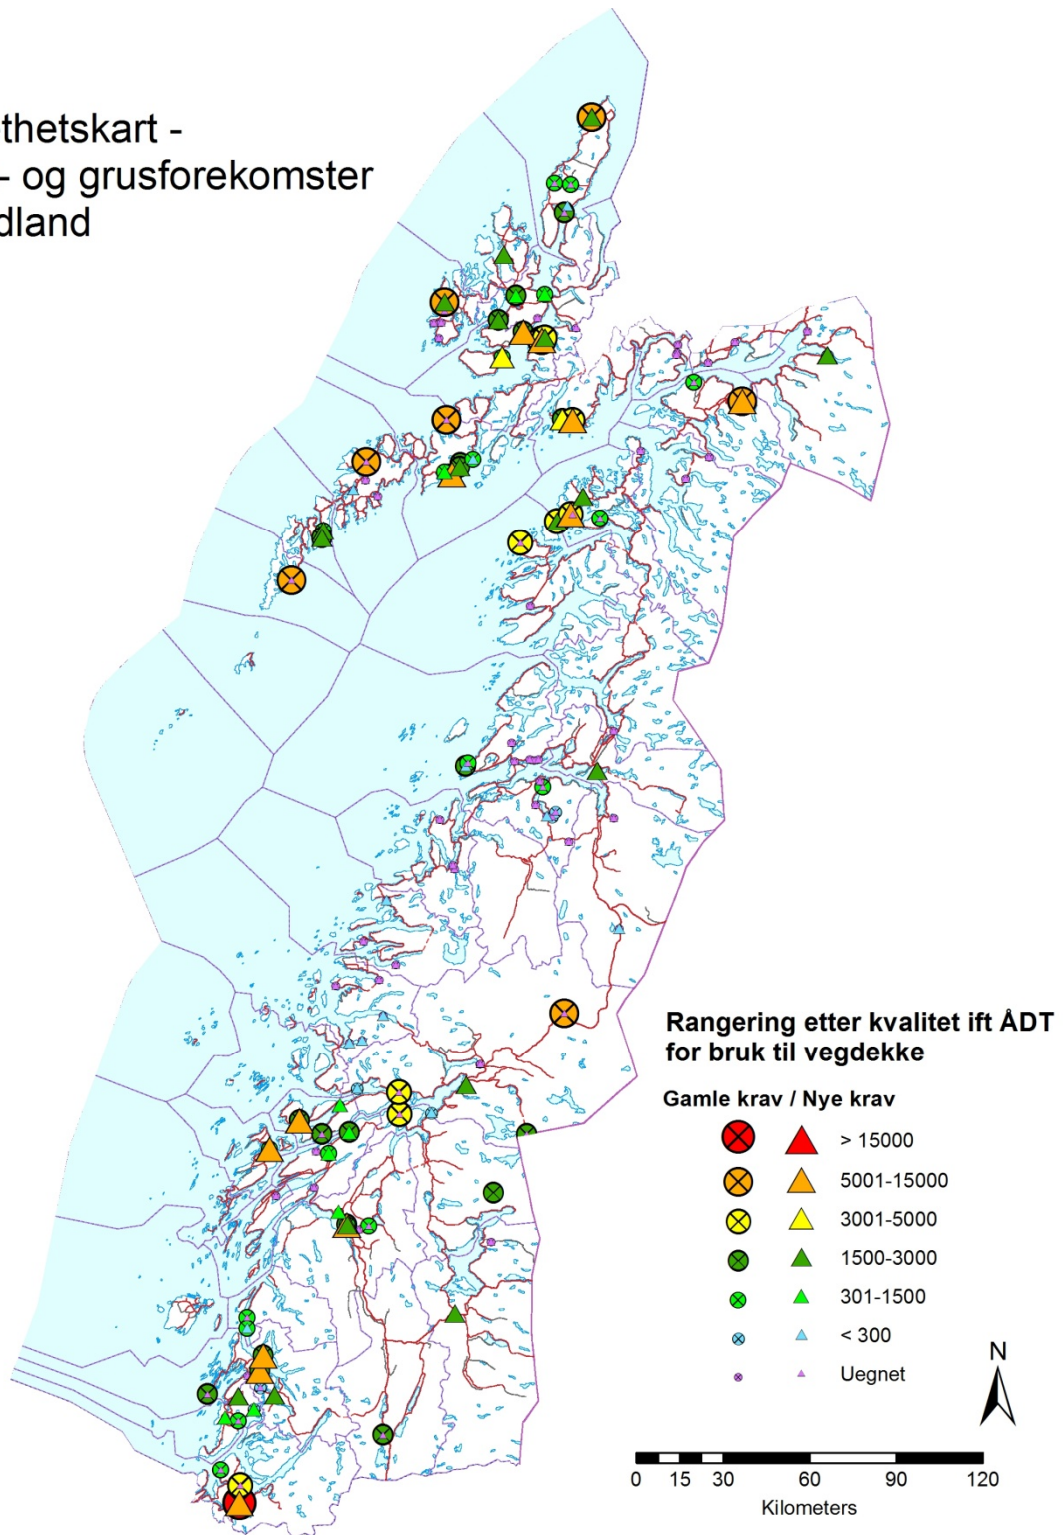 thetskart -
- og grusforekomster
dland
Rangering etter kvalitet ift ÅDT
for bruk til vegdekke
Gamle krav / Nye krav
> 15000
5001-15000
3001-5000
1500-3000
301-1500
< 300
Uegnet
N
0 15 30 60 90 120
Kilometers